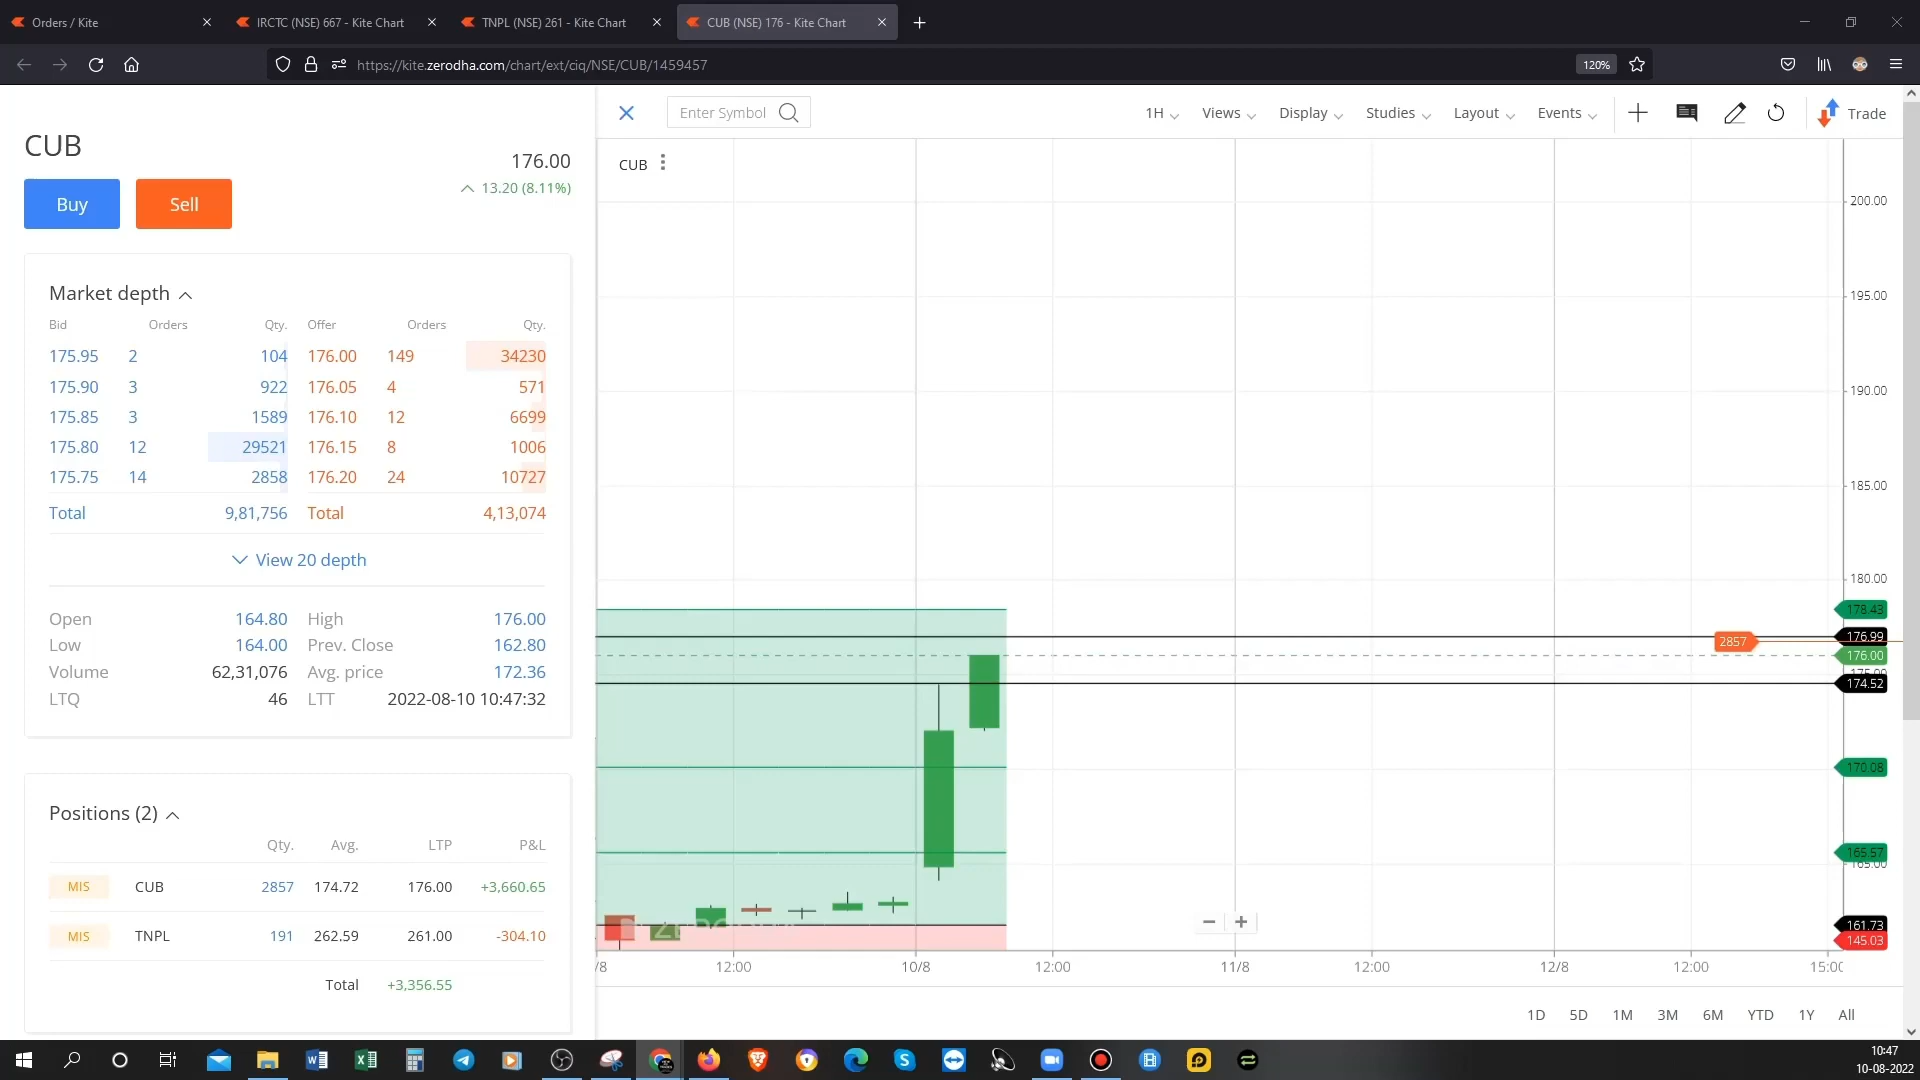 Orders / Kite
IRCTC (NSE) 667 - Kite Chart
TNPL (NSE) 261 - Kite Chart
CUB (NSE) 176 - Kite Chart
https://kite.zerodha.com/chart/ext/ciq/NSE/CUB/1459457
120%
CUB
176.00
13.20 (8.11%)
Buy Sell
Market depth
Bid Orders Qty. Offer Orders Qty.
175.95 2 104 176.00 149 34230
175.90 3 922 176.05 4 571
175.85 3 1589 176.10 12 6699
175.80 12 29521 176.15 8 1006
175.75 14 2858 176.20 24 10727
Total 9,81,756 Total 4,13,074
View 20 depth
Open 164.80 High 176.00
Low 164.00 Prev. Close 162.80
Volume 62,31,076 Avg. price 172.36
LTQ 46 LTT 2022-08-10 10:47:32
Positions (2)
Qty. Avg. LTP P&L
MIS CUB 2857 174.72 176.00 +3,660.65
MIS TNPL 191 262.59 261.00 -304.10
Total +3,356.55
Enter Symbol
1H Views Display Studies Layout Events Trade
CUB
200.00
195.00
190.00
185.00
180.00
178.43
176.99
2857
176.00
174.52
170.08
165.57
161.73
145.03
/8 12:00 10/8 12:00 11/8 12:00 12/8 12:00 15:00
1D 5D 1M 3M 6M YTD 1Y All
10:47
10-08-2022